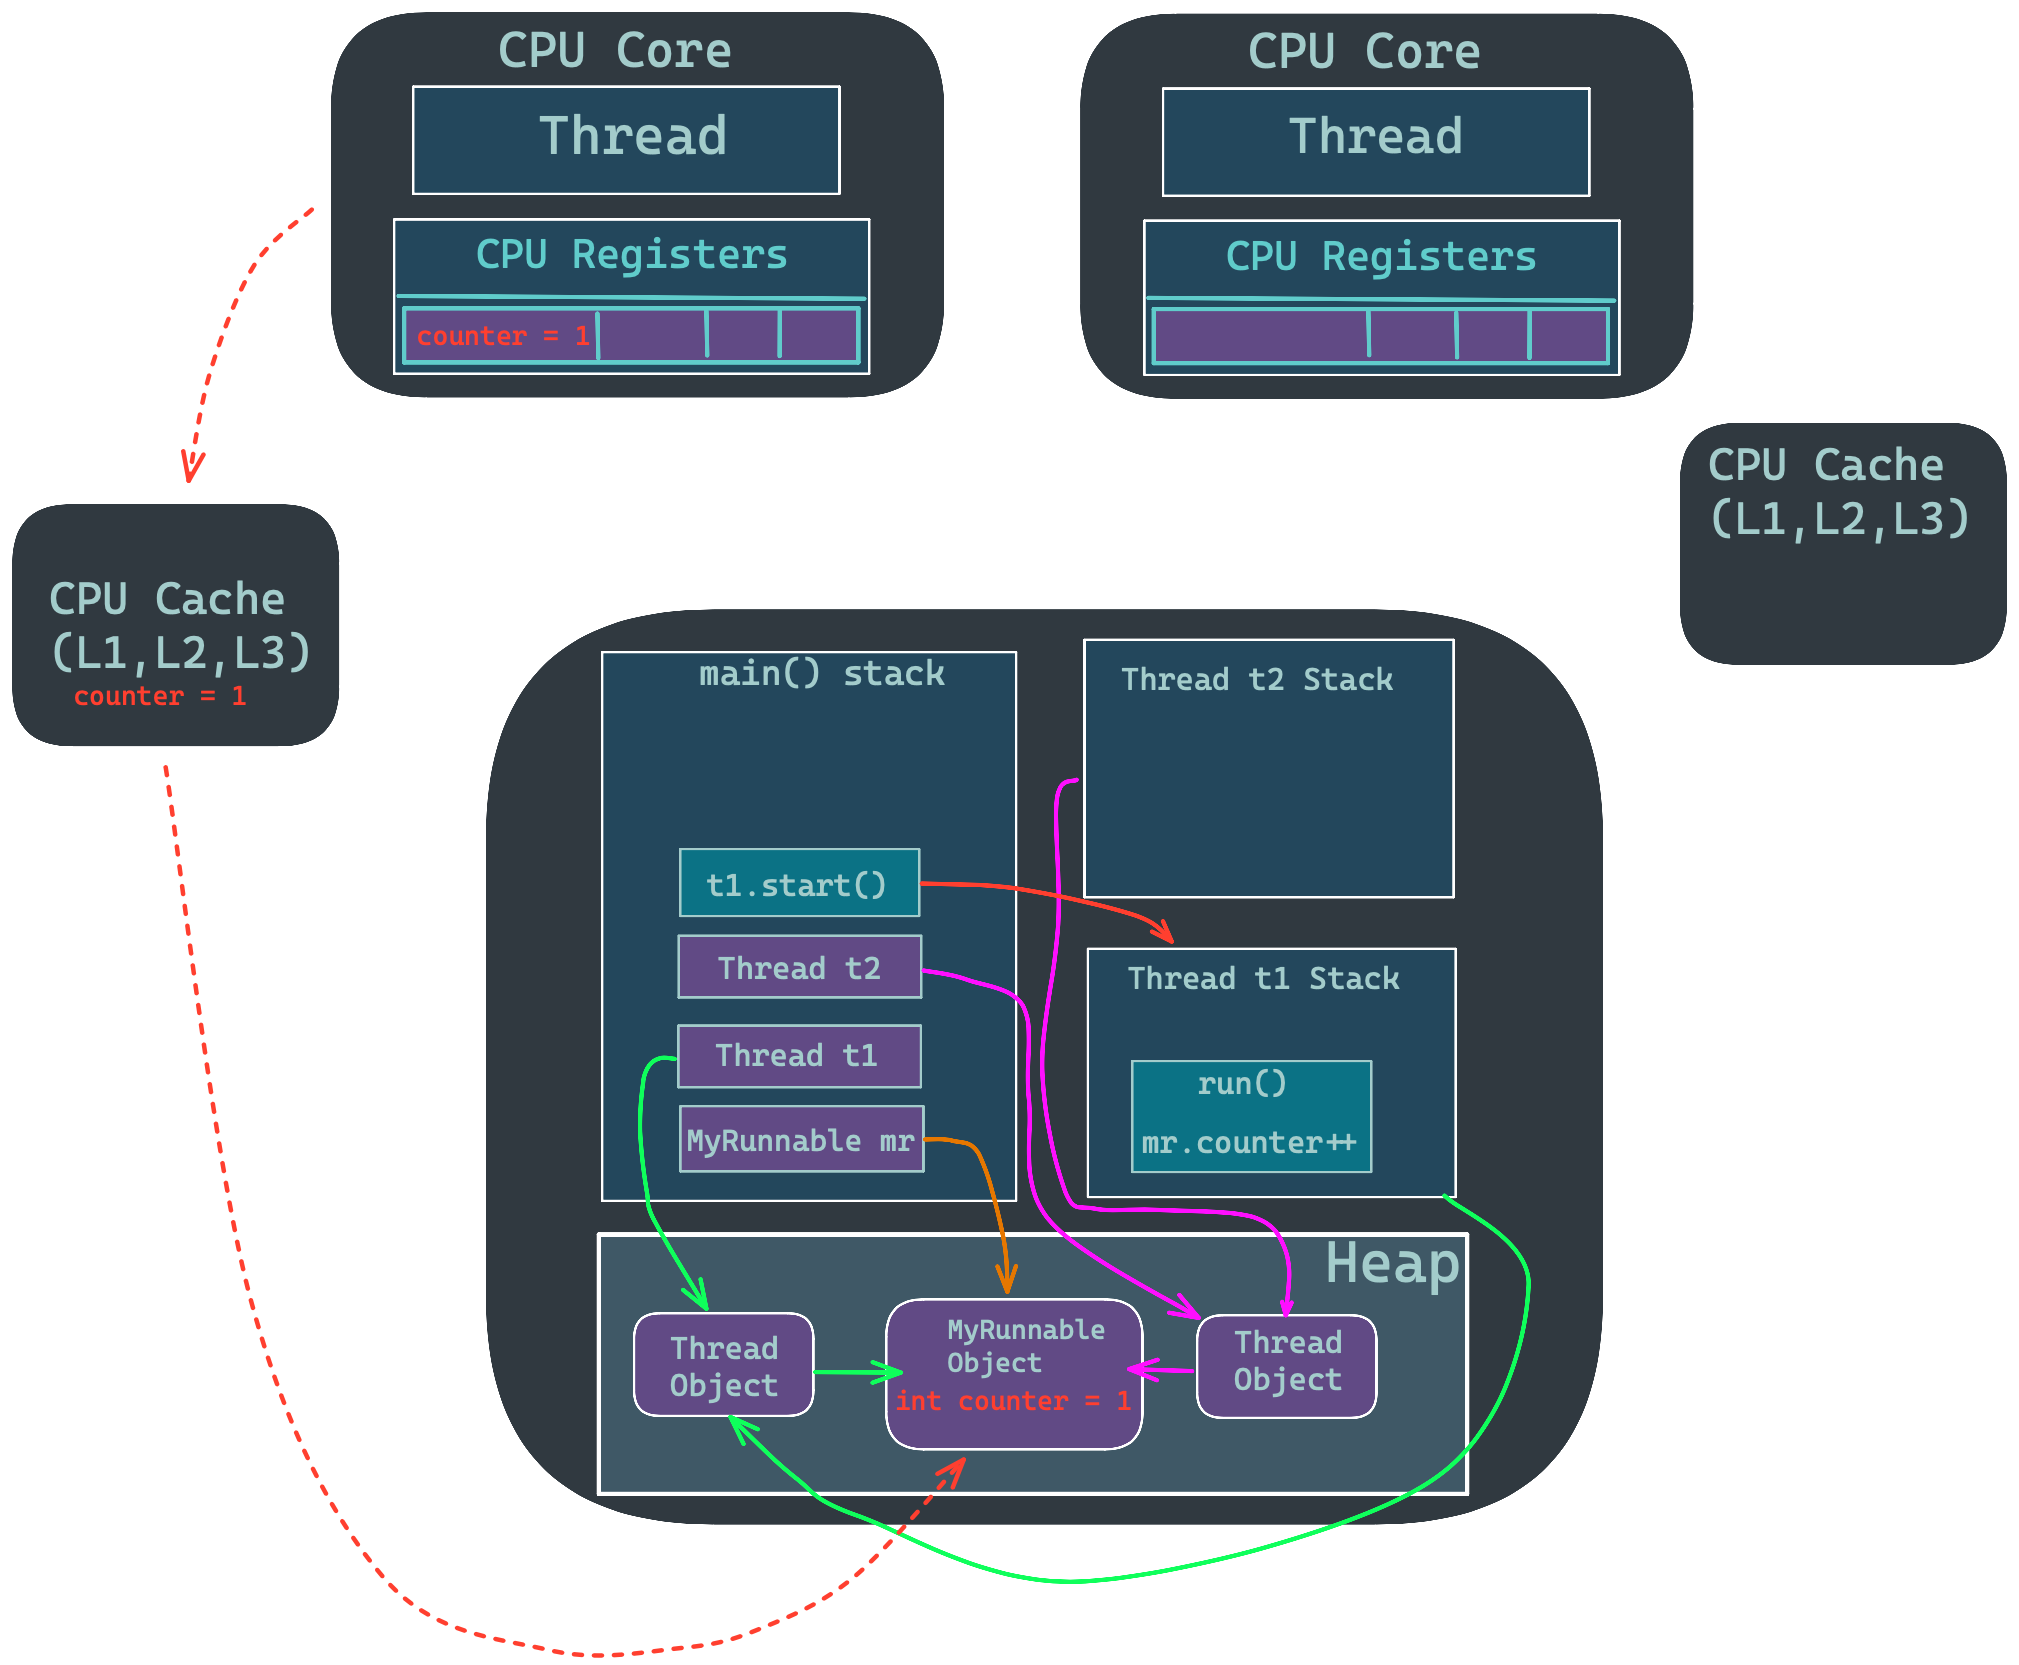 CPU Core
Thread
CPU Registers
counter = 1
CPU Core
Thread
CPU Registers
CPU Cache
(L1,L2,L3)
CPU Cache
(L1,L2,L3)
counter = 1
main() stack
t1.start()
Thread t2
Thread t1
MyRunnable mr
Thread t2 Stack
Thread t1 Stack
run()
mr.counter++
Heap
Thread
Object
MyRunnable
Object
int counter = 1
Thread
Object